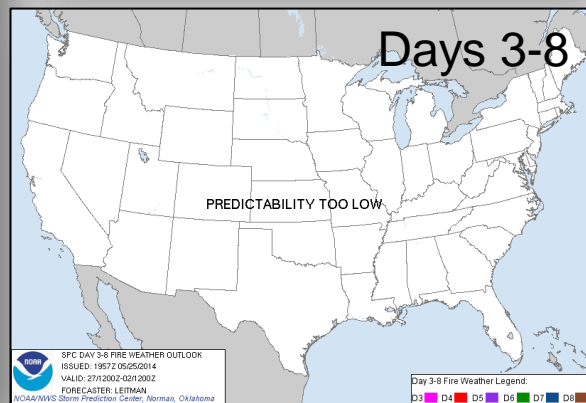 Days 3-8
PREDICTABILITY TOO LOW
NOAA
SPC DAY 3-8 FIRE WEATHER OUTLOOK
ISSUED: 1957Z 05/25/2014
VALID: 27/1200Z-02/1200Z
FORECASTER: LEITMAN
NOAA/NWS Storm Prediction Center, Norman, Oklahoma
Day 3-8 Fire Weather Legend:
D3 D4 D5 D6 D7 D8